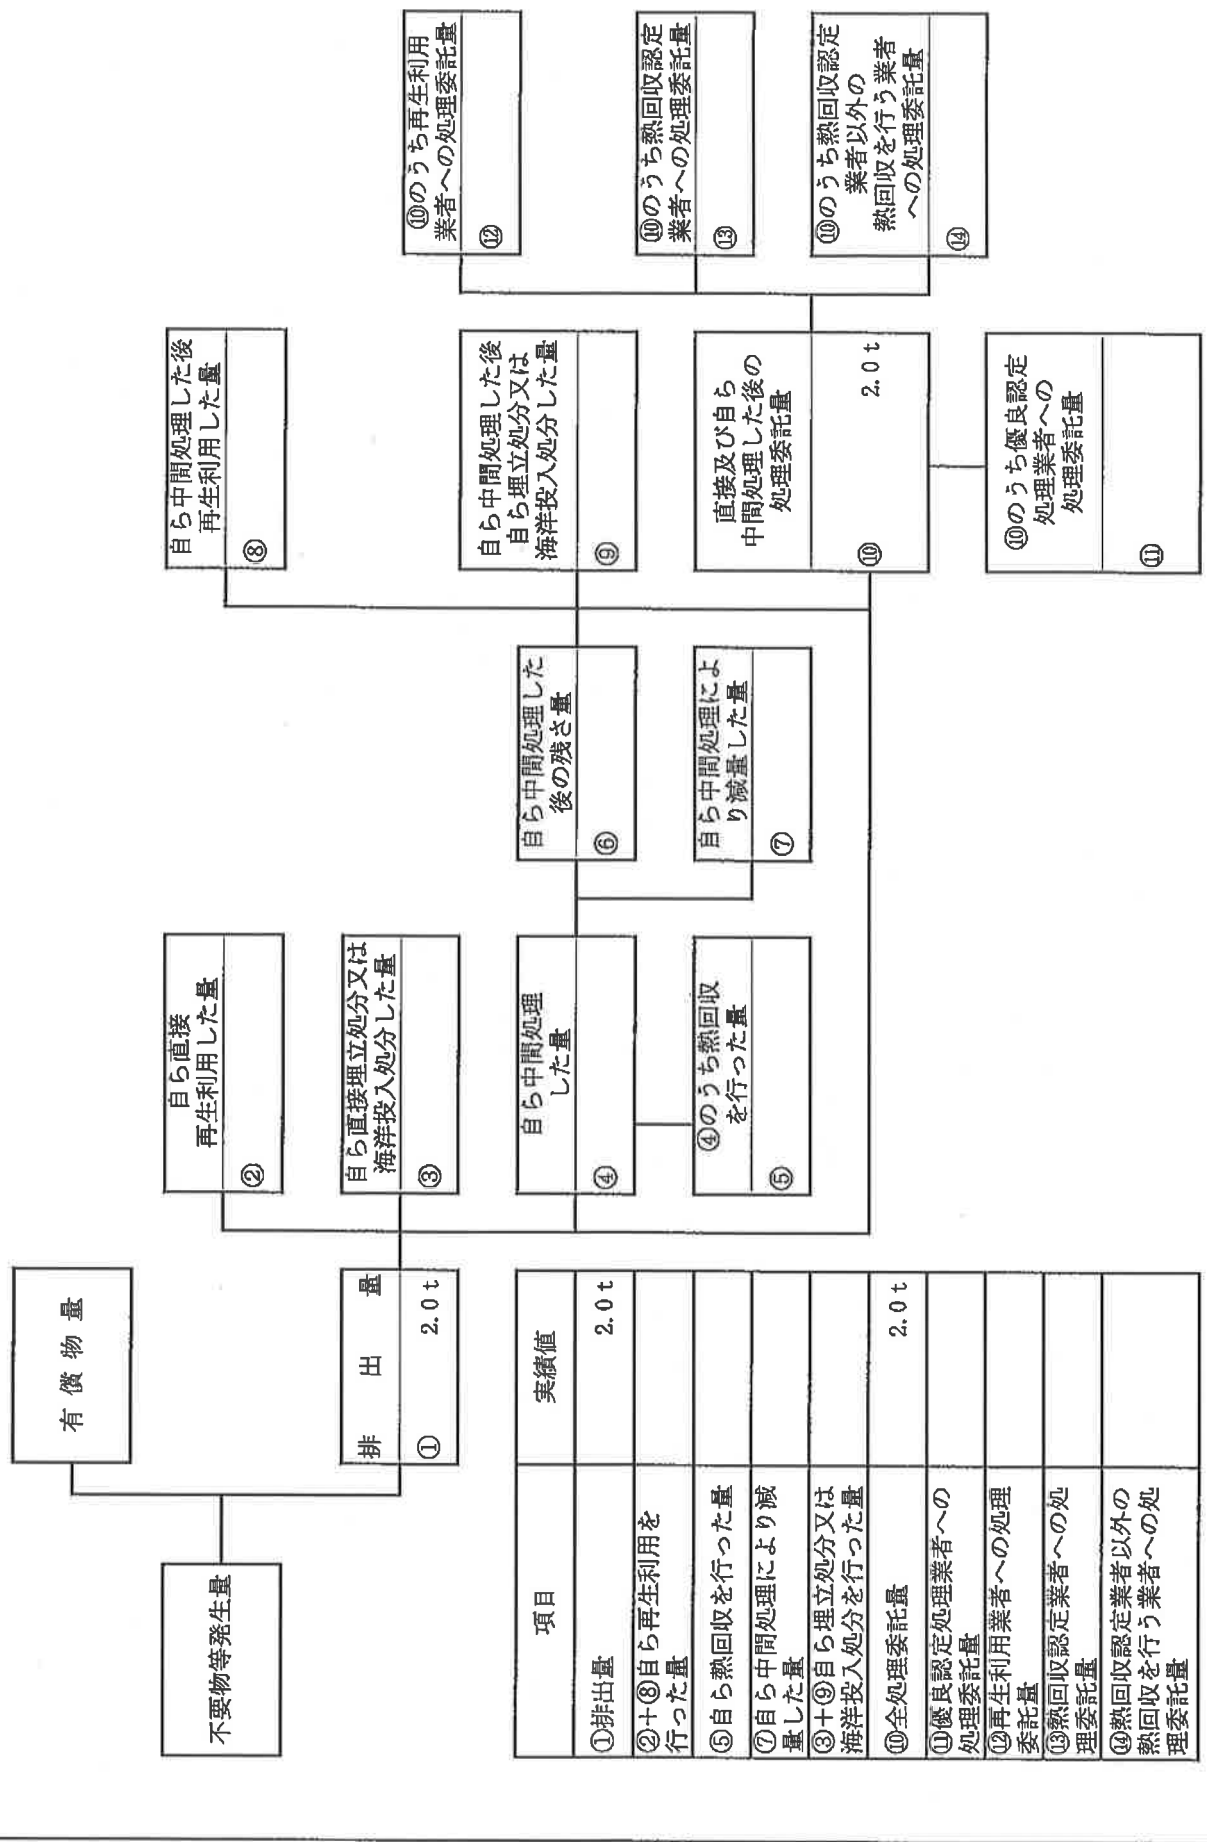 不要物等発生量
有償物量
排出量
① 2.0t
自ら直接
再生利用した量
②
自ら直接埋立処分又は
海洋投入処分した量
③
自ら中間処理
した量
④
④のうち熱回収
を行った量
⑤
自ら中間処理した
後の残さ量
⑥
自ら中間処理によ
り減量した量
⑦
自ら中間処理した後
再生利用した量
⑧
自ら中間処理した後
自ら埋立処分又は
海洋投入処分した量
⑨
直接及び自ら
中間処理した後の
処理委託量
⑩ 2.0t
⑩のうち優良認定
処理業者への
処理委託量
⑪
⑩のうち再生利用
業者への処理委託量
⑫
⑩のうち熱回収認定
業者への処理委託量
⑬
⑩のうち熱回収認定
業者以外の
熱回収を行う業者
への処理委託量
⑭
項目 実績値
①排出量 2.0t
②+⑧自ら再生利用を
行った量
⑤自ら熱回収を行った量
⑦自ら中間処理により減
量した量
③+⑨自ら埋立処分又は
海洋投入処分を行った量
⑩全処理委託量 2.0t
⑪優良認定処理業者への
処理委託量
⑫再生利用業者への処理
委託量
⑬熱回収認定業者への処
理委託量
⑭熱回収認定業者以外の
熱回収を行う業者への処
理委託量